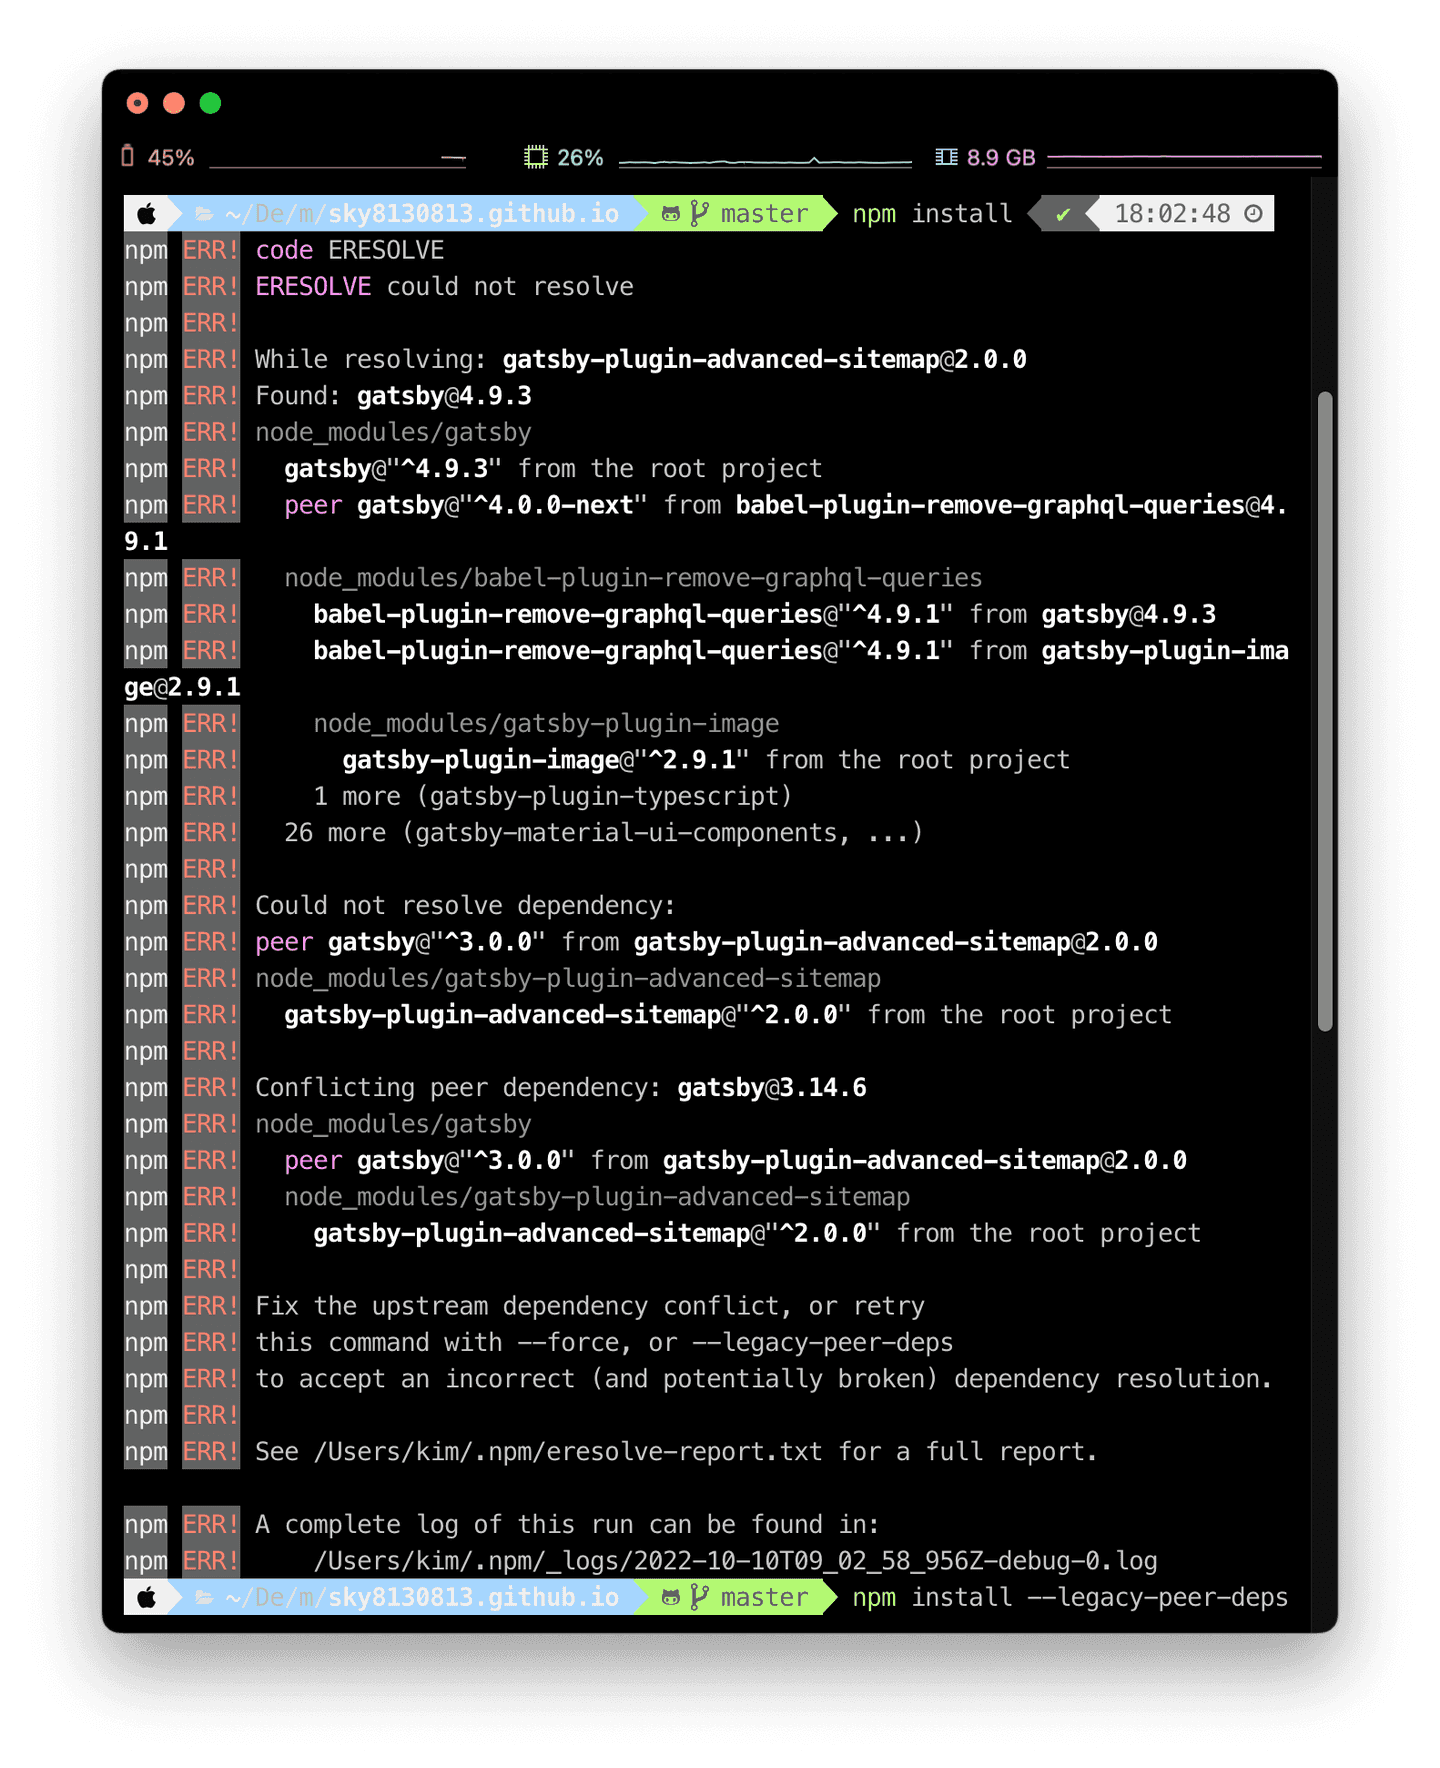 45% 26% 8.9 GB
~/De/m/sky8130813.github.io master npm install ✔ 18:02:48
npm ERR! code ERESOLVE
npm ERR! ERESOLVE could not resolve
npm ERR!
npm ERR! While resolving: gatsby-plugin-advanced-sitemap@2.0.0
npm ERR! Found: gatsby@4.9.3
npm ERR! node_modules/gatsby
npm ERR!   gatsby@"^4.9.3" from the root project
npm ERR!   peer gatsby@"^4.0.0-next" from babel-plugin-remove-graphql-queries@4.
9.1
npm ERR!   node_modules/babel-plugin-remove-graphql-queries
npm ERR!     babel-plugin-remove-graphql-queries@"^4.9.1" from gatsby@4.9.3
npm ERR!     babel-plugin-remove-graphql-queries@"^4.9.1" from gatsby-plugin-ima
ge@2.9.1
npm ERR!     node_modules/gatsby-plugin-image
npm ERR!       gatsby-plugin-image@"^2.9.1" from the root project
npm ERR!     1 more (gatsby-plugin-typescript)
npm ERR!   26 more (gatsby-material-ui-components, ...)
npm ERR!
npm ERR! Could not resolve dependency:
npm ERR! peer gatsby@"^3.0.0" from gatsby-plugin-advanced-sitemap@2.0.0
npm ERR! node_modules/gatsby-plugin-advanced-sitemap
npm ERR!   gatsby-plugin-advanced-sitemap@"^2.0.0" from the root project
npm ERR!
npm ERR! Conflicting peer dependency: gatsby@3.14.6
npm ERR! node_modules/gatsby
npm ERR!   peer gatsby@"^3.0.0" from gatsby-plugin-advanced-sitemap@2.0.0
npm ERR!   node_modules/gatsby-plugin-advanced-sitemap
npm ERR!     gatsby-plugin-advanced-sitemap@"^2.0.0" from the root project
npm ERR!
npm ERR! Fix the upstream dependency conflict, or retry
npm ERR! this command with --force, or --legacy-peer-deps
npm ERR! to accept an incorrect (and potentially broken) dependency resolution.
npm ERR!
npm ERR! See /Users/kim/.npm/eresolve-report.txt for a full report.
npm ERR! A complete log of this run can be found in:
npm ERR!     /Users/kim/.npm/_logs/2022-10-10T09_02_58_956Z-debug-0.log
~/De/m/sky8130813.github.io master npm install --legacy-peer-deps